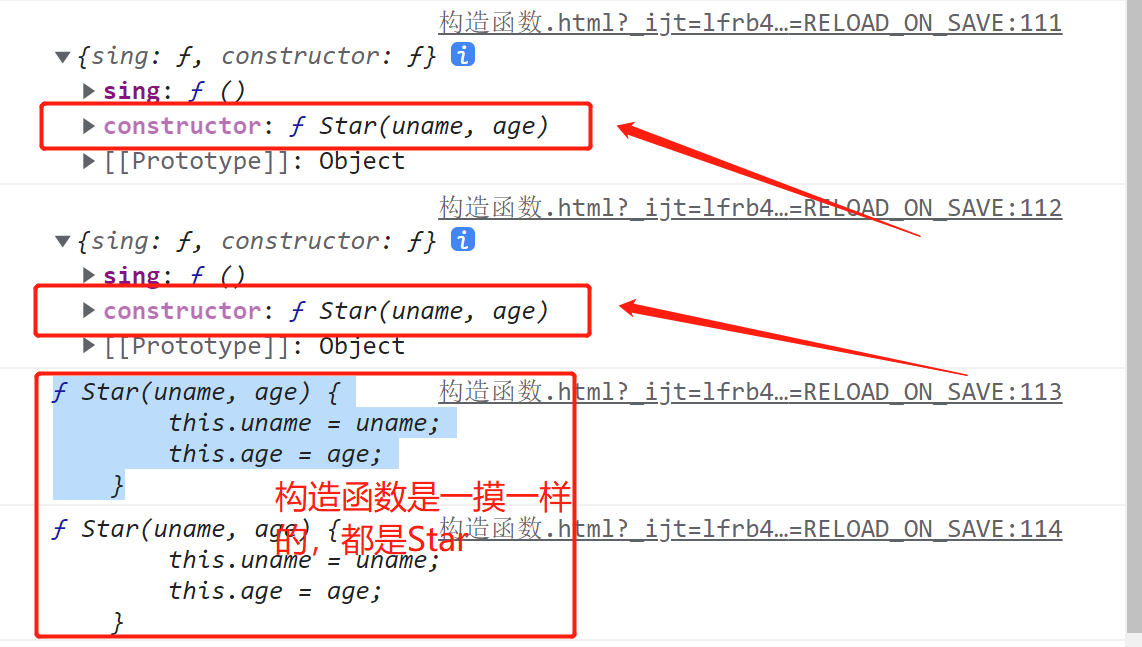 构造函数.html?_ijt=lfrb4…=RELOAD_ON_SAVE:111
▼{sing: ƒ, constructor: ƒ} i
▶ sing: ƒ ()
▶ constructor: ƒ Star(uname, age)
▶ [[Prototype]]: Object
构造函数.html?_ijt=lfrb4…=RELOAD_ON_SAVE:112
▼{sing: ƒ, constructor: ƒ} i
▶ sing: ƒ ()
▶ constructor: ƒ Star(uname, age)
▶ [[Prototype]]: Object
ƒ Star(uname, age) { 构造函数.html?_ijt=lfrb4…=RELOAD_ON_SAVE:113
this.uname = uname;
this.age = age;
}
构造函数是一摸一样
的，都是Star
ƒ Star(uname, age) { 构造函数.html?_ijt=lfrb4…=RELOAD_ON_SAVE:114
this.uname = uname;
this.age = age;
}